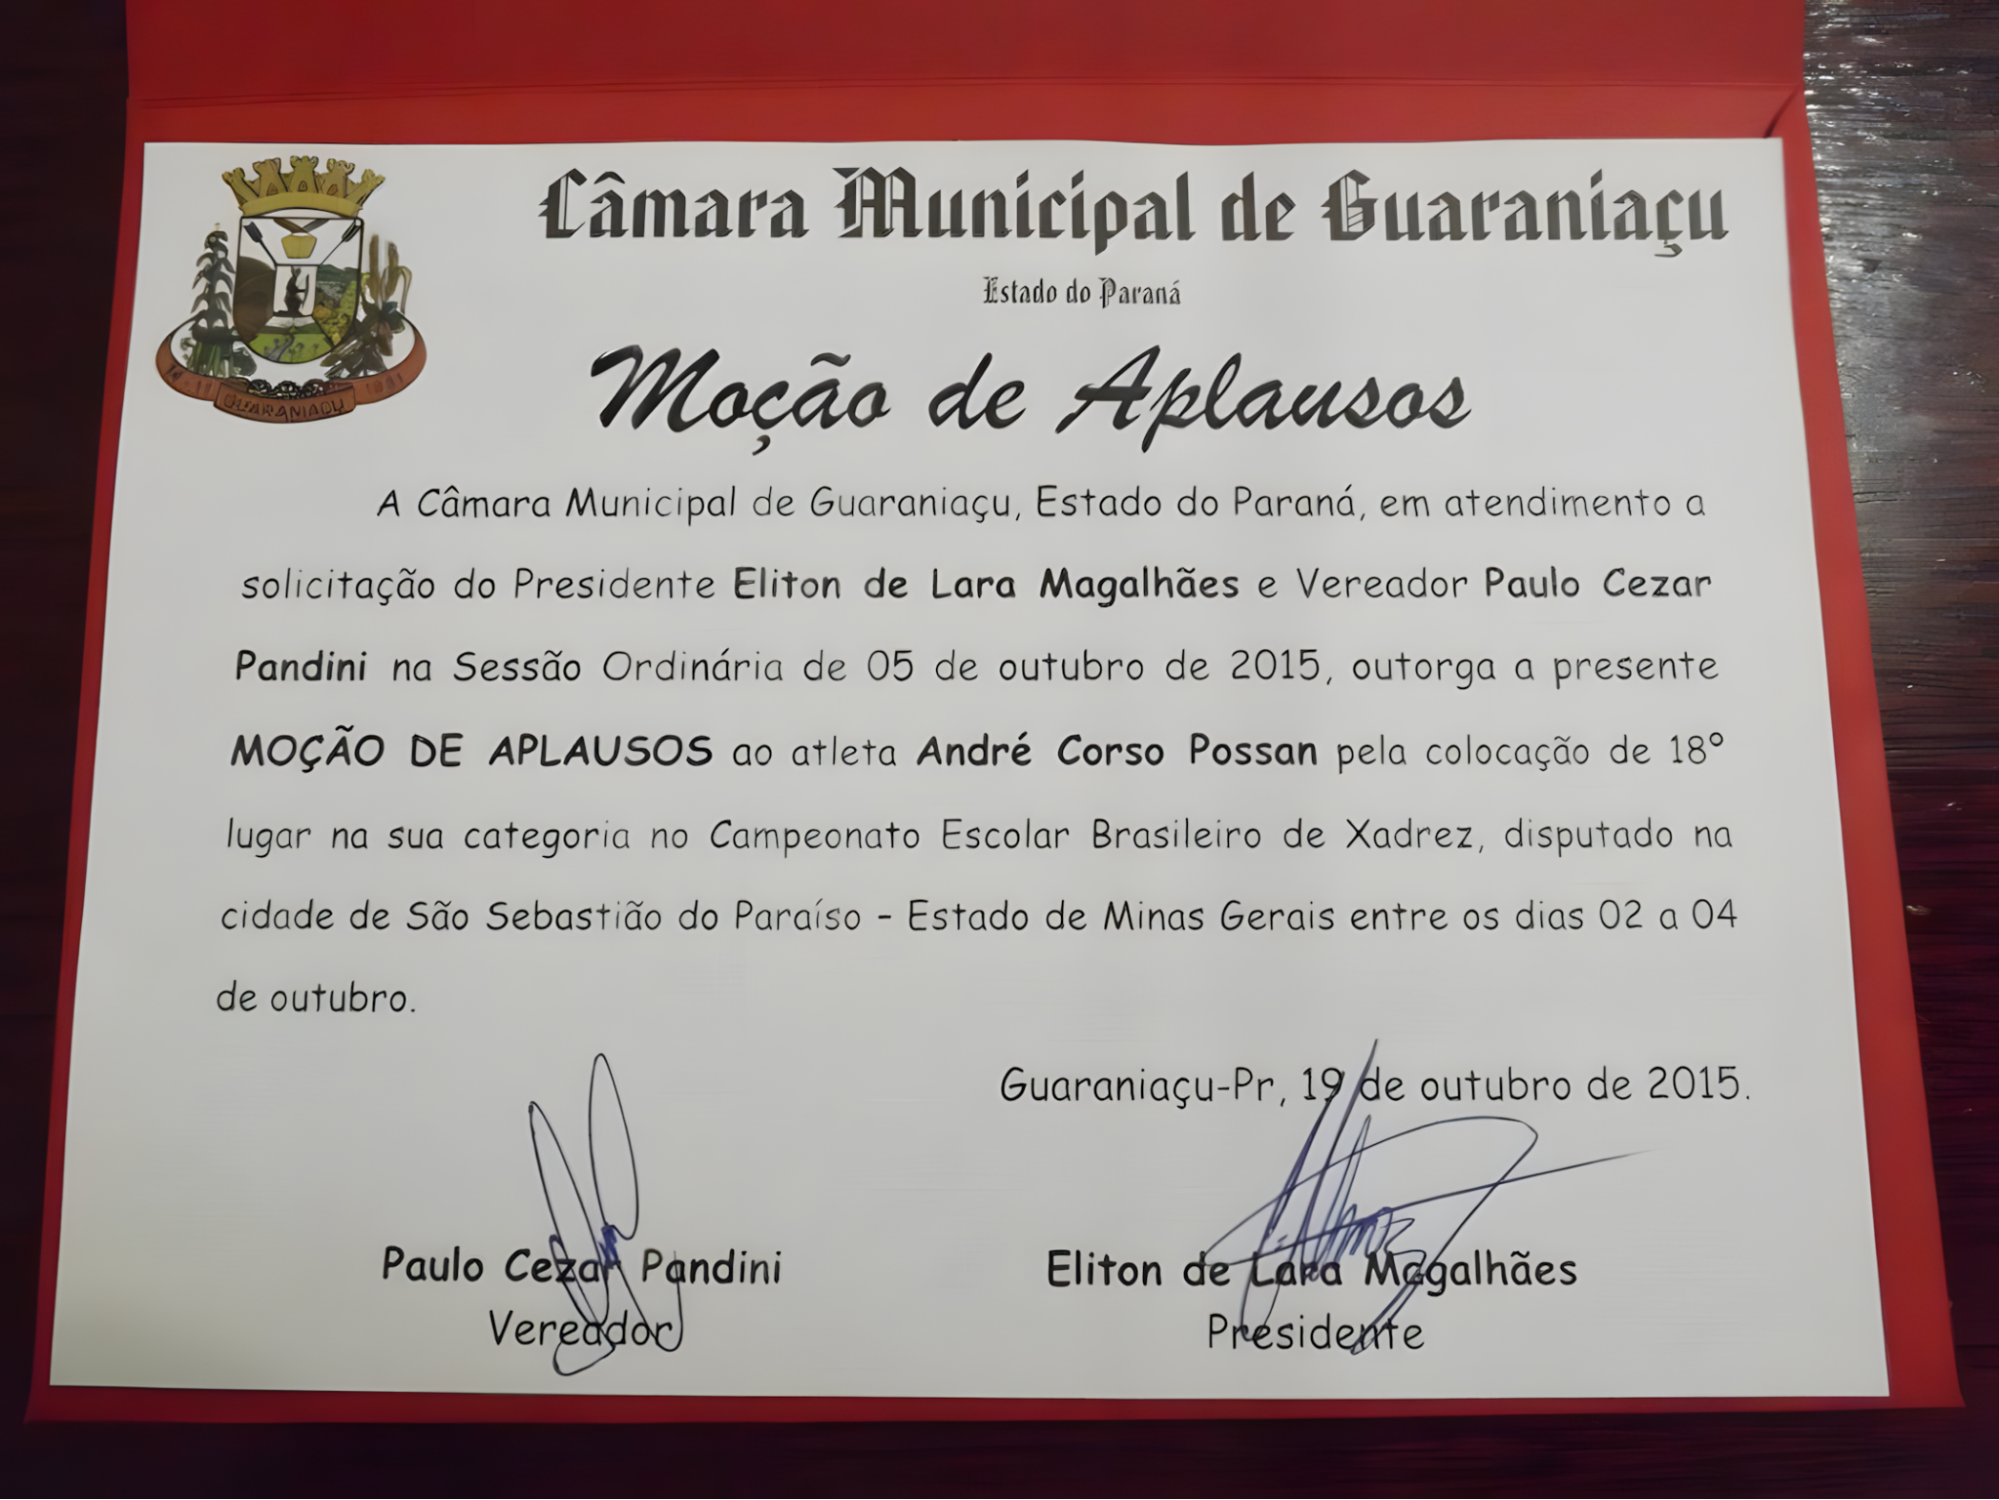 Câmara Municipal de Guaraniaçu
Estado do Paraná
Moção de Aplausos
A Câmara Municipal de Guaraniaçu, Estado do Paraná, em atendimento a
solicitação do Presidente Eliton de Lara Magalhães e Vereador Paulo Cezar
Pandini na Sessão Ordinária de 05 de outubro de 2015, outorga a presente
MOÇÃO DE APLAUSOS ao atleta André Corso Possan pela colocação de 18º
lugar na sua categoria no Campeonato Escolar Brasileiro de Xadrez, disputado na
cidade de São Sebastião do Paraíso - Estado de Minas Gerais entre os dias 02 a 04
de outubro.
Guaraniaçu-Pr, 19 de outubro de 2015.
Paulo Cezar Pandini
Vereador
Eliton de Lara Magalhães
Presidente
GUARANIAÇU